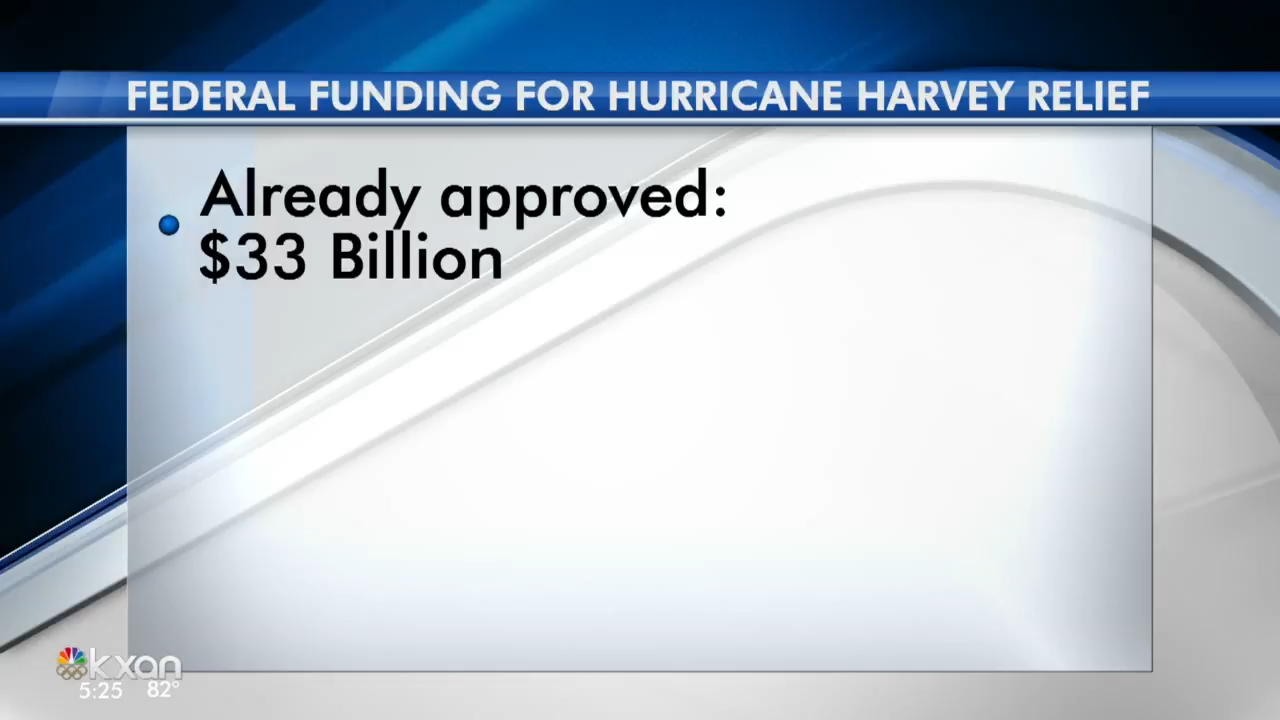 FEDERAL FUNDING FOR HURRICANE HARVEY RELIEF
Already approved:
$33 Billion
kxan
5:25 82°